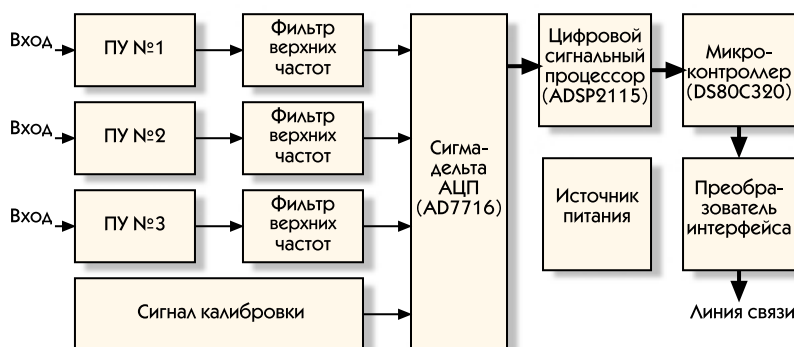 Вход
ПУ №1
Фильтр
верхних
частот
Вход
ПУ №2
Фильтр
верхних
частот
Вход
ПУ №3
Фильтр
верхних
частот
Сигнал калибровки
Сигма-
дельта
АЦП
(AD7716)
Цифровой
сигнальный
процессор
(ADSP2115)
Микро-
контроллер
(DS80C320)
Источник
питания
Преобра-
зователь
интерфейса
Линия связи